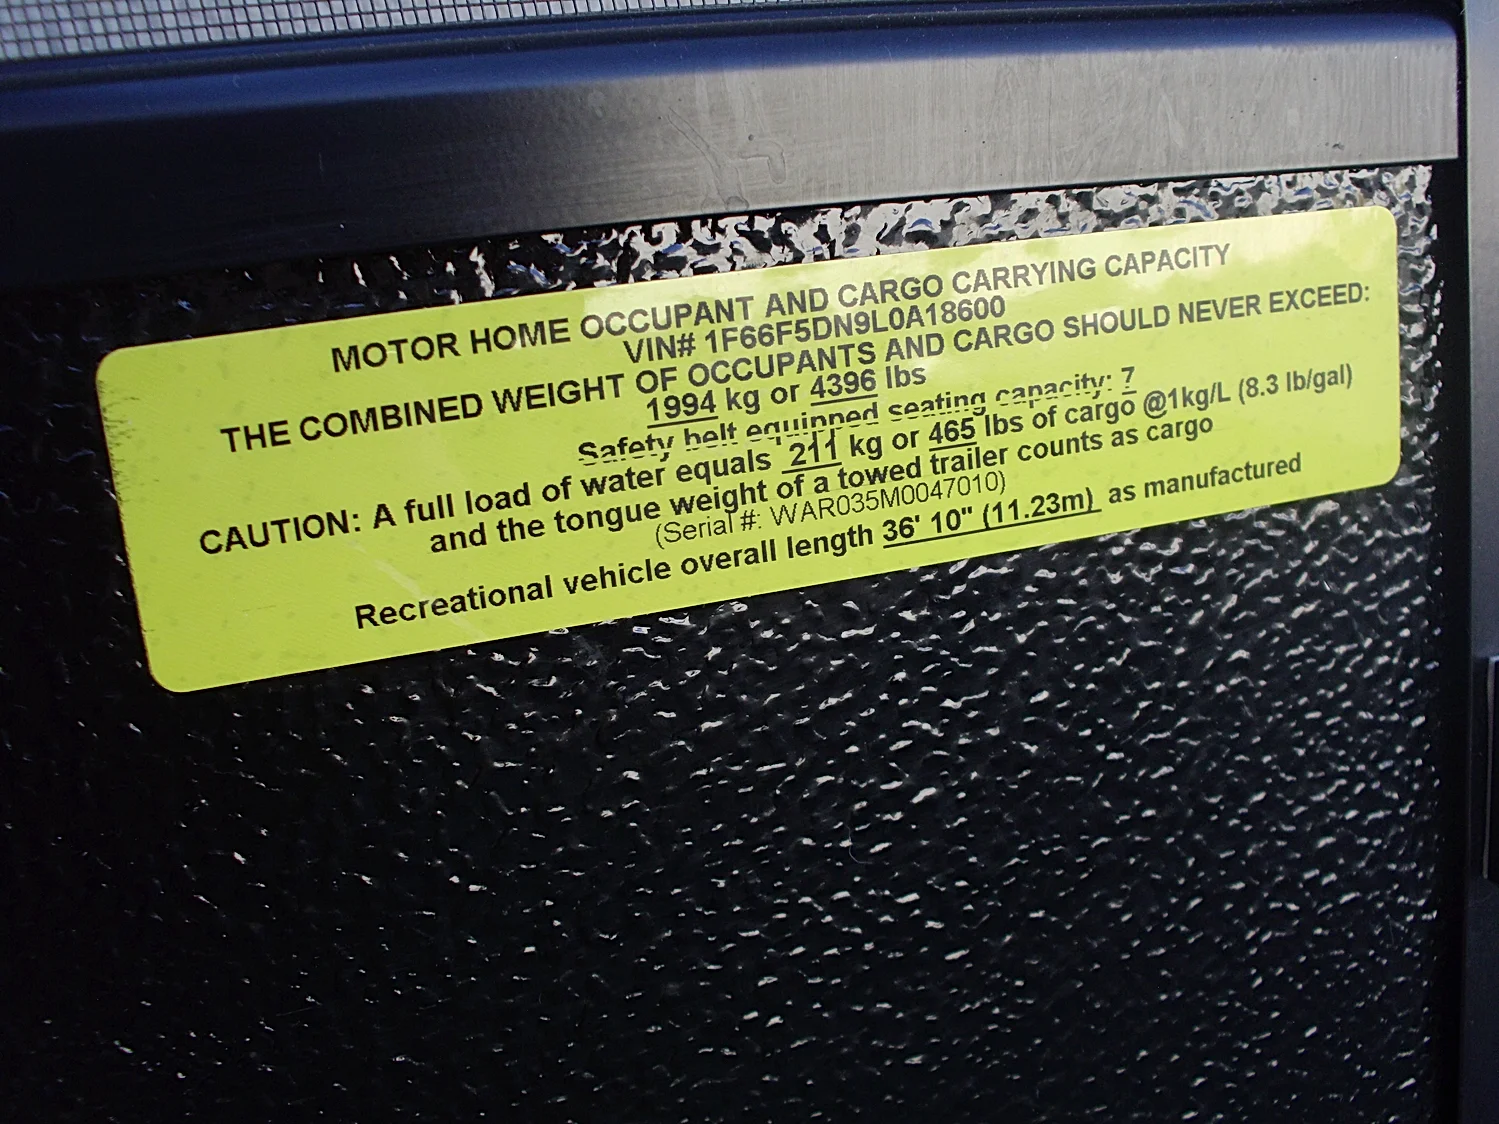 MOTOR HOME OCCUPANT AND CARGO CARRYING CAPACITY
VIN# 1F66F5DN9L0A18600
THE COMBINED WEIGHT OF OCCUPANTS AND CARGO SHOULD NEVER EXCEED:
1994 kg or 4396 lbs
Safety belt equipped seating capacity: 7
CAUTION: A full load of water equals 211 kg or 465 lbs of cargo @1kg/L (8.3 lb/gal)
and the tongue weight of a towed trailer counts as cargo
(Serial #: WAR035M0047010)
Recreational vehicle overall length 36' 10" (11.23m) as manufactured